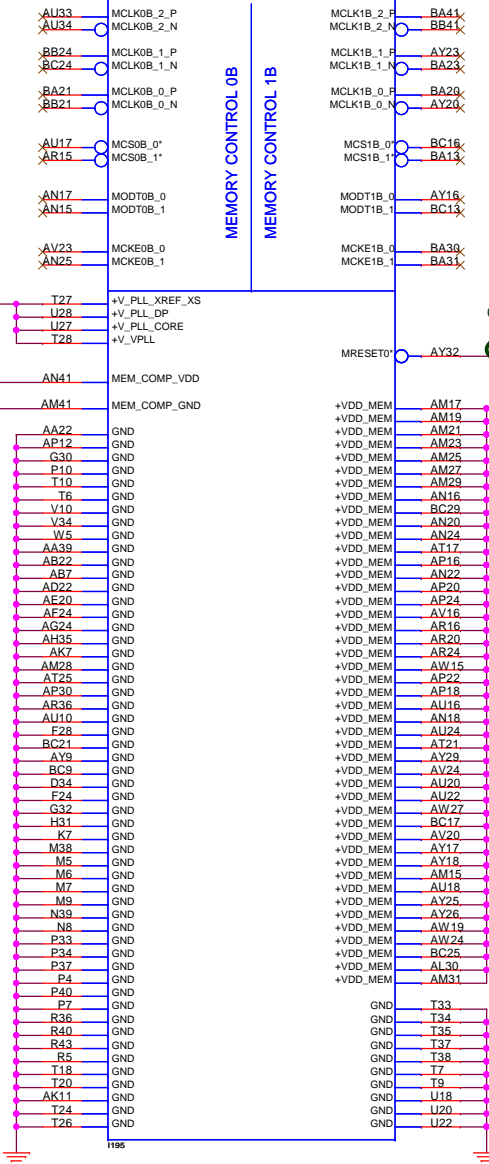 AU33 MCLK0B_2_P MCLK1B_2_P BA41
AU34 MCLK0B_2_N MCLK1B_2_N BB41
BB24 MCLK0B_1_P MCLK1B_1_P AY23
BC24 MCLK0B_1_N MCLK1B_1_N BA23
BA21 MCLK0B_0_P MCLK1B_0_P BA20
BB21 MCLK0B_0_N MCLK1B_0_N AY20
MEMORY CONTROL 0B
MEMORY CONTROL 1B
AU17 MCS0B_0* MCS1B_0* BC16
AR15 MCS0B_1* MCS1B_1* BA13
AN17 MODT0B_0 MODT1B_0 AY16
AN15 MODT0B_1 MODT1B_1 BC13
AV23 MCKE0B_0 MCKE1B_0 BA30
AN25 MCKE0B_1 MCKE1B_1 BA31
T27 +V_PLL_XREF_XS
U28 +V_PLL_DP
U27 +V_PLL_CORE
T28 +V_VPLL
MRESET0* AY32
AN41 MEM_COMP_VDD
AM41 MEM_COMP_GND +VDD_MEM AM17
+VDD_MEM AM19
AA22 GND +VDD_MEM AM21
AP12 GND +VDD_MEM AM23
G30 GND +VDD_MEM AM25
P10 GND +VDD_MEM AM27
T10 GND +VDD_MEM AM29
T6 GND +VDD_MEM AN16
V10 GND +VDD_MEM BC29
V34 GND +VDD_MEM AN20
W5 GND +VDD_MEM AN24
AA39 GND +VDD_MEM AT17
AB22 GND +VDD_MEM AP16
AB7 GND +VDD_MEM AN22
AD22 GND +VDD_MEM AP20
AE20 GND +VDD_MEM AP24
AF24 GND +VDD_MEM AV16
AG24 GND +VDD_MEM AR16
AH35 GND +VDD_MEM AR20
AK7 GND +VDD_MEM AR24
AM28 GND +VDD_MEM AW15
AT25 GND +VDD_MEM AP22
AP30 GND +VDD_MEM AP18
AR36 GND +VDD_MEM AU16
AU10 GND +VDD_MEM AN18
F28 GND +VDD_MEM AU24
BC21 GND +VDD_MEM AT21
AY9 GND +VDD_MEM AY29
BC9 GND +VDD_MEM AV24
D34 GND +VDD_MEM AU20
F24 GND +VDD_MEM AU22
G32 GND +VDD_MEM AW27
H31 GND +VDD_MEM BC17
K7 GND +VDD_MEM AV20
M38 GND +VDD_MEM AY17
M5 GND +VDD_MEM AY18
M6 GND +VDD_MEM AM15
M7 GND +VDD_MEM AU18
M9 GND +VDD_MEM AY25
N39 GND +VDD_MEM AY26
N8 GND +VDD_MEM AW19
P33 GND +VDD_MEM AW24
P34 GND +VDD_MEM BC25
P37 GND +VDD_MEM AL30
P4 GND +VDD_MEM AM31
P40 GND
P7 GND GND T33
R36 GND GND T34
R40 GND GND T35
R43 GND GND T37
R5 GND GND T38
T18 GND GND T7
T20 GND GND T9
AK11 GND GND U18
T24 GND GND U20
T26 GND GND U22
I195